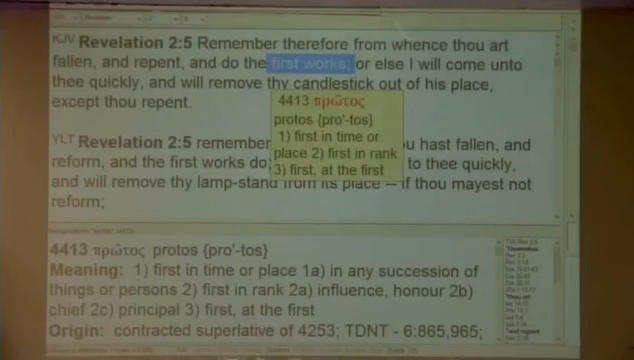 KJV Revelation 2:5 Remember therefore from whence thou art
fallen, and repent, and do the first works; or else I will come unto
thee quickly, and will remove thy candlestick out of his place,
except thou repent.
4413 πρῶτος
protos {pro'-tos}
1) first in time or
place 2) first in rank
3) first, at the first
YLT Revelation 2:5 remember u hast fallen, and
reform, and the first works do; to thee quickly,
and will remove thy lamp-stand from its place -- if thou mayest not
reform;
4413 πρῶτος protos {pro'-tos}
Meaning: 1) first in time or place 1a) in any succession of
things or persons 2) first in rank 2a) influence, honour 2b)
chief 2c) principal 3) first, at the first
Origin: contracted superlative of 4253; TDNT - 6:865,965;